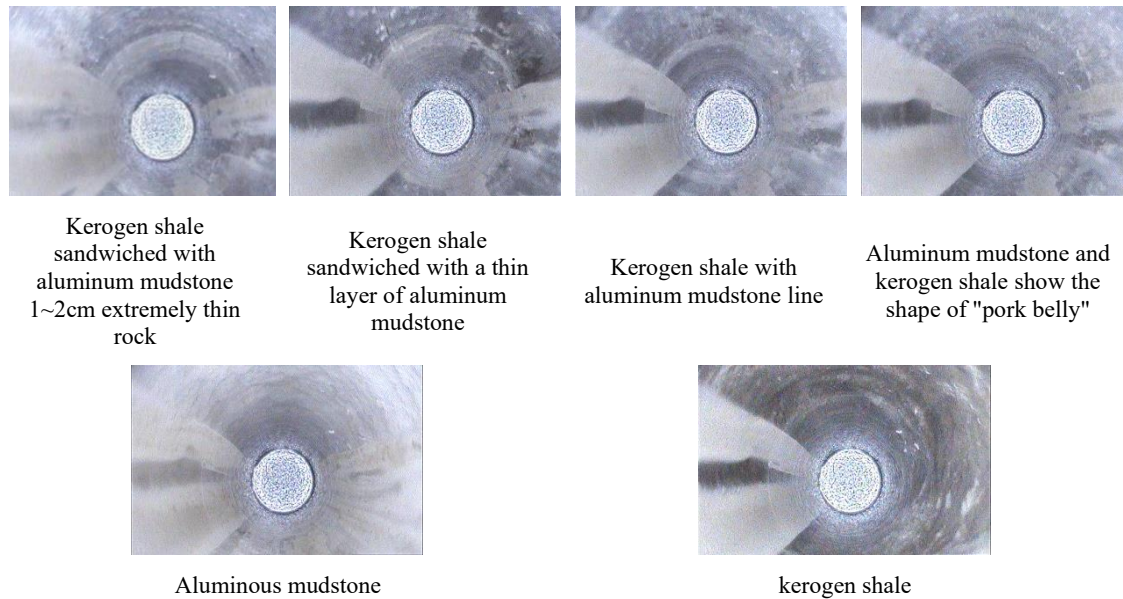 Kerogen shale
sandwiched with
aluminum mudstone
1~2cm extremely thin
rock
Kerogen shale
sandwiched with a thin
layer of aluminum
mudstone
Kerogen shale with
aluminum mudstone line
Aluminum mudstone and
kerogen shale show the
shape of "pork belly"
Aluminous mudstone
kerogen shale